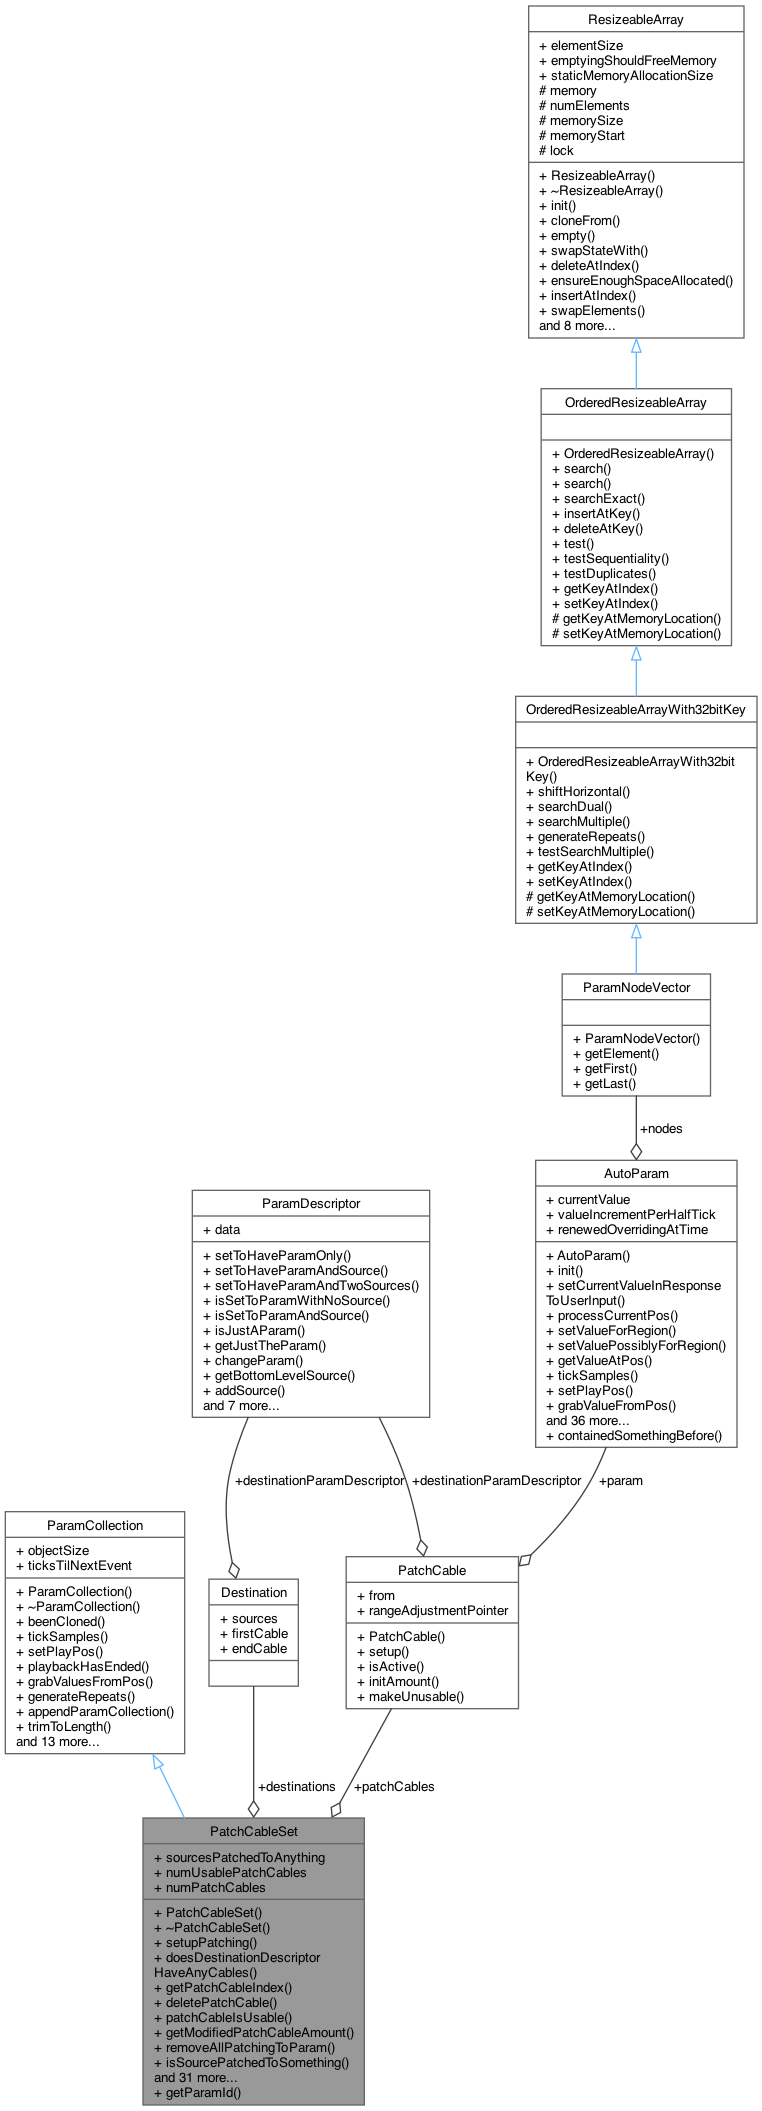 ResizeableArray
+ elementSize
+ emptyingShouldFreeMemory
+ staticMemoryAllocationSize
# memory
# numElements
# memorySize
# memoryStart
# lock
+ ResizeableArray()
+ ~ResizeableArray()
+ init()
+ cloneFrom()
+ empty()
+ swapStateWith()
+ deleteAtIndex()
+ ensureEnoughSpaceAllocated()
+ insertAtIndex()
+ swapElements()
and 8 more...
OrderedResizeableArray
+ OrderedResizeableArray()
+ search()
+ search()
+ searchExact()
+ insertAtKey()
+ deleteAtKey()
+ test()
+ testSequentiality()
+ testDuplicates()
+ getKeyAtIndex()
+ setKeyAtIndex()
# getKeyAtMemoryLocation()
# setKeyAtMemoryLocation()
OrderedResizeableArrayWith32bitKey
+ OrderedResizeableArrayWith32bit
Key()
+ shiftHorizontal()
+ searchDual()
+ searchMultiple()
+ generateRepeats()
+ testSearchMultiple()
+ getKeyAtIndex()
+ setKeyAtIndex()
# getKeyAtMemoryLocation()
# setKeyAtMemoryLocation()
ParamNodeVector
+ ParamNodeVector()
+ getElement()
+ getFirst()
+ getLast()
+nodes
AutoParam
+ currentValue
+ valueIncrementPerHalfTick
+ renewedOverridingAtTime
+ AutoParam()
+ init()
+ setCurrentValueInResponse
ToUserInput()
+ processCurrentPos()
+ setValueForRegion()
+ setValuePossiblyForRegion()
+ getValueAtPos()
+ tickSamples()
+ setPlayPos()
+ grabValueFromPos()
and 36 more...
+ containedSomethingBefore()
ParamDescriptor
+ data
+ setToHaveParamOnly()
+ setToHaveParamAndSource()
+ setToHaveParamAndTwoSources()
+ isSetToParamWithNoSource()
+ isSetToParamAndSource()
+ isJustAParam()
+ getJustTheParam()
+ changeParam()
+ getBottomLevelSource()
+ addSource()
and 7 more...
+destinationParamDescriptor
+destinationParamDescriptor
+param
ParamCollection
+ objectSize
+ ticksTilNextEvent
+ ParamCollection()
+ ~ParamCollection()
+ beenCloned()
+ tickSamples()
+ setPlayPos()
+ playbackHasEnded()
+ grabValuesFromPos()
+ generateRepeats()
+ appendParamCollection()
+ trimToLength()
and 13 more...
Destination
+ sources
+ firstCable
+ endCable
PatchCable
+ from
+ rangeAdjustmentPointer
+ PatchCable()
+ setup()
+ isActive()
+ initAmount()
+ makeUnusable()
+destinations
+patchCables
PatchCableSet
+ sourcesPatchedToAnything
+ numUsablePatchCables
+ numPatchCables
+ PatchCableSet()
+ ~PatchCableSet()
+ setupPatching()
+ doesDestinationDescriptor
HaveAnyCables()
+ getPatchCableIndex()
+ deletePatchCable()
+ patchCableIsUsable()
+ getModifiedPatchCableAmount()
+ removeAllPatchingToParam()
+ isSourcePatchedToSomething()
and 31 more...
+ getParamId()